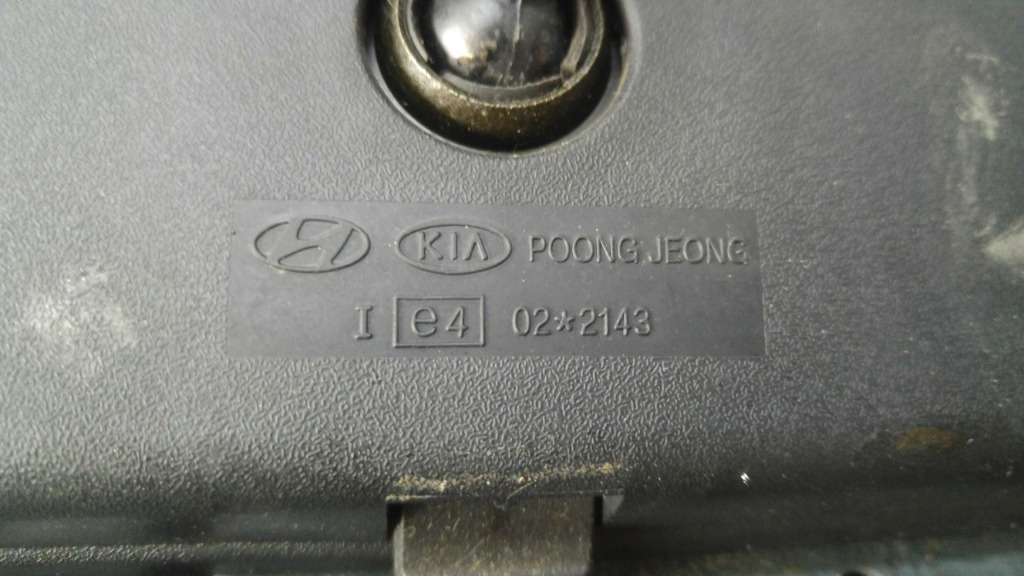 KIA POONG JEONG
I e4 02*2143